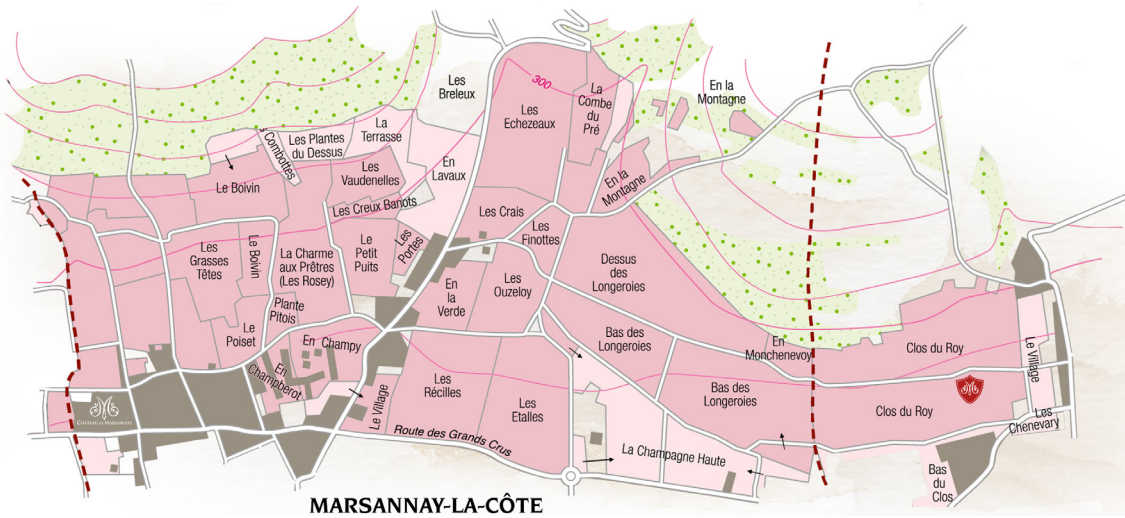 Les
Breleux
300
Les
Echezeaux
La
Combe
du
Pré
En la
Montagne
Combottes
Les Plantes
du Dessus
La
Terrasse
En
Lavaux
Le Boivin
Les
Vaudenelles
Les Creux Banots
En la
Montagne
Les Crais
Les
Finottes
Les
Grasses
Têtes
Le Boivin
La Charme
aux Prêtres
(Les Rosey)
Le
Petit
Puits
Les Portes
En
la
Verde
Les
Ouzeloy
Dessus
des
Longeroies
Plante
Pitois
Le
Poiset
En Champy
En
Champberot
Le Village
Bas des
Longeroies
En
Monchenevoy
Clos du Roy
Le Village
Les
Récilles
Les
Etalles
Bas des
Longeroies
Clos du Roy
Les
Chenevary
CHÂTEAU DE MARSANNAY
Route des Grands Crus
La Champagne Haute
Bas
du
Clos
MARSANNAY-LA-CÔTE